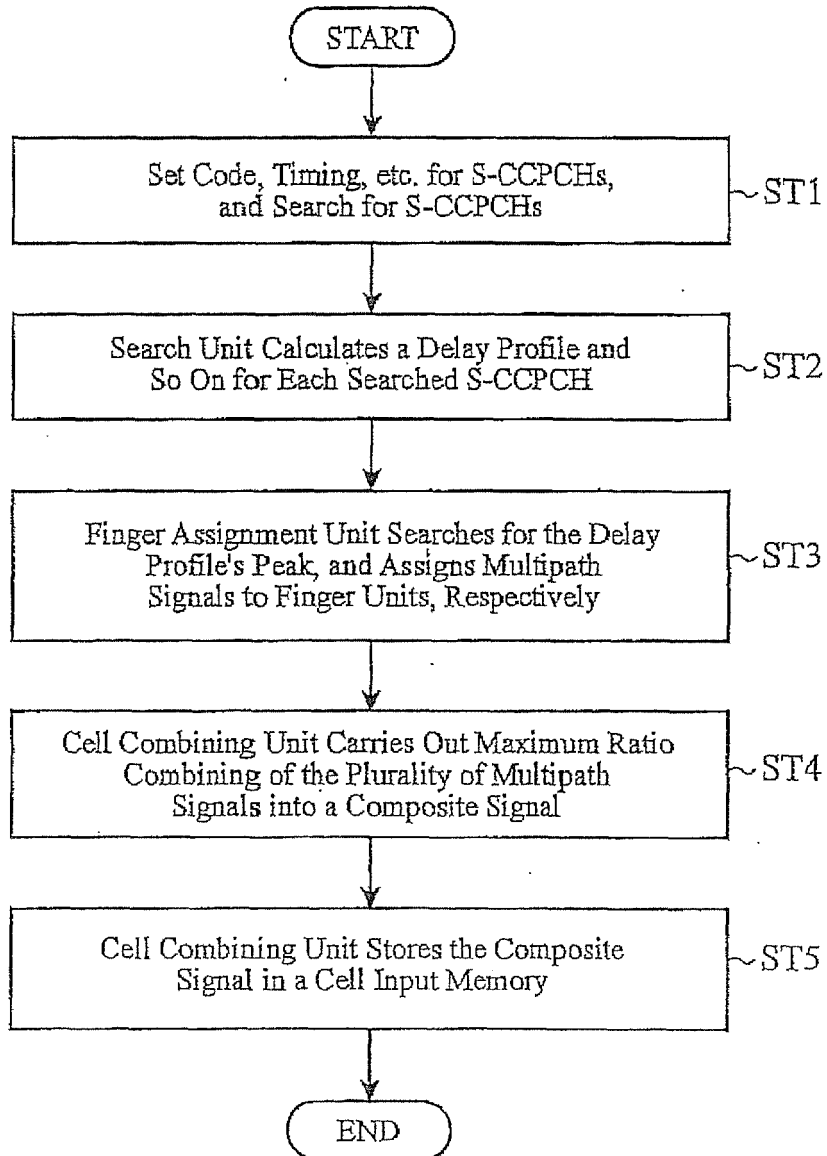 START
Set Code, Timing, etc. for S-CCPCHs,
and Search for S-CCPCHs
ST1
Search Unit Calculates a Delay Profile and
So On for Each Searched S-CCPCH
ST2
Finger Assignment Unit Searches for the Delay
Profile's Peak, and Assigns Multipath
Signals to Finger Units, Respectively
ST3
Cell Combining Unit Carries Out Maximum Ratio
Combining of the Plurality of Multipath
Signals into a Composite Signal
ST4
Cell Combining Unit Stores the Composite
Signal in a Cell Input Memory
ST5
END